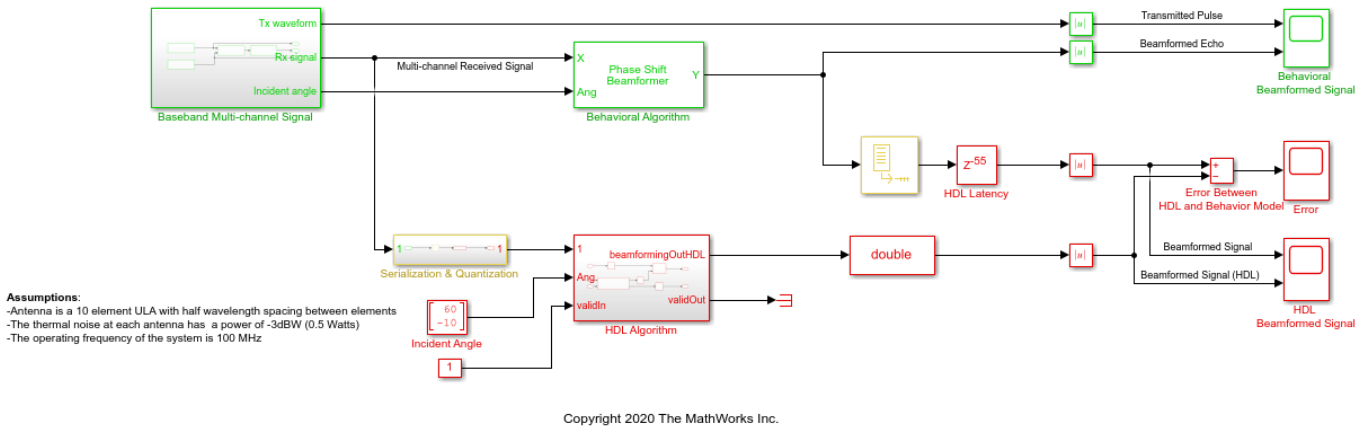 Tx waveform
Rx signal
Incident angle
Baseband Multi-channel Signal
Multi-channel Received Signal
X
Ang
Phase Shift
Beamformer
Y
Behavioral Algorithm
|u|
Transmitted Pulse
|u|
Beamformed Echo
Behavioral
Beamformed Signal
Z-55
HDL Latency
|u|
+
−
Error Between
HDL and Behavior Model
Error
1
1
Serialization & Quantization
1
Ang.
validIn
beamformingOutHDL
validOut
HDL Algorithm
double
|u|
Beamformed Signal
Beamformed Signal (HDL)
HDL
Beamformed Signal
60
-10
Incident Angle
1
Assumptions:
-Antenna is a 10 element ULA with half wavelength spacing between elements
-The thermal noise at each antenna has a power of -3dBW (0.5 Watts)
-The operating frequency of the system is 100 MHz
Copyright 2020 The MathWorks Inc.